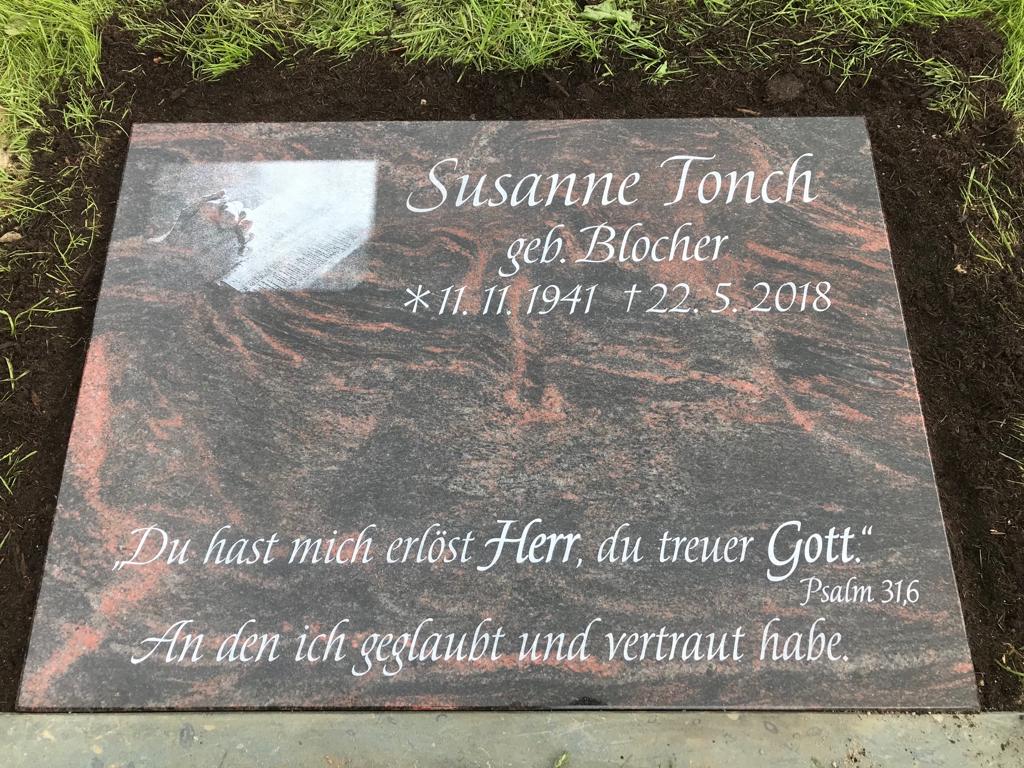 Susanne Tonch
geb. Blocher
*11. 11. 1941 †22. 5. 2018
„Du hast mich erlöst Herr, du treuer Gott.“
Psalm 31,6
An den ich geglaubt und vertraut habe.